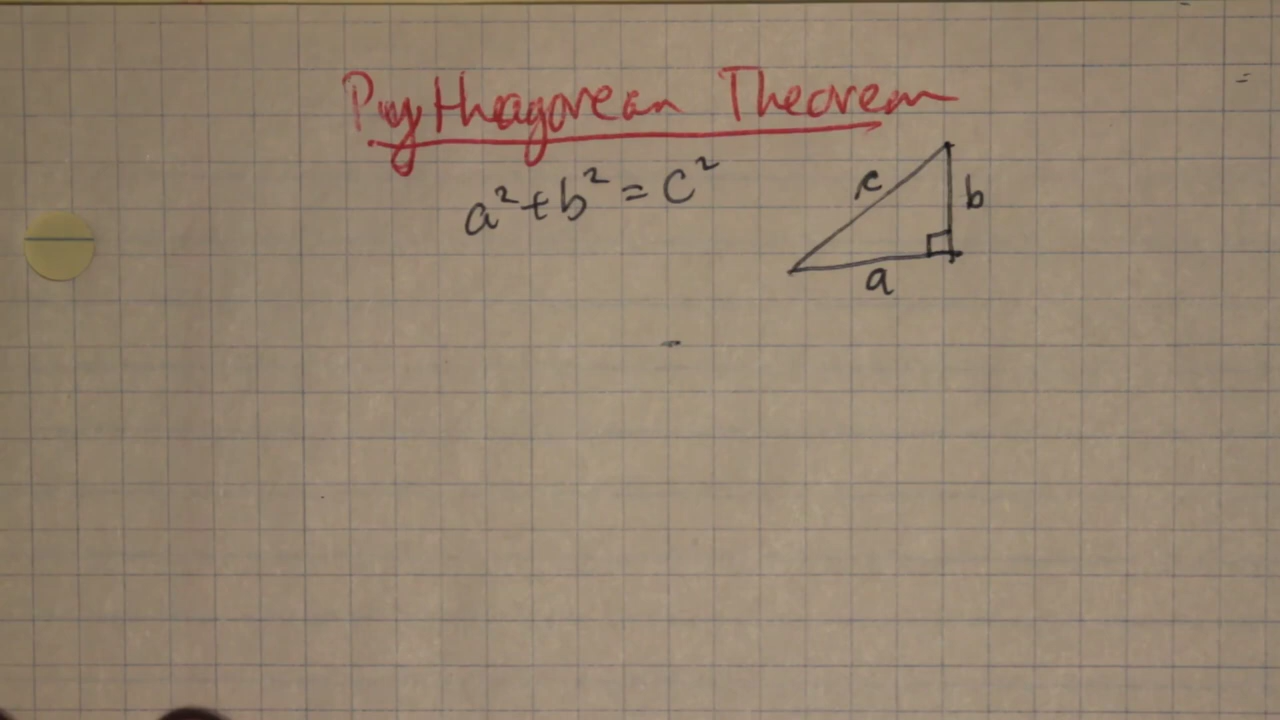 Pythagorean Theorem
a² + b² = c²
c
b
a